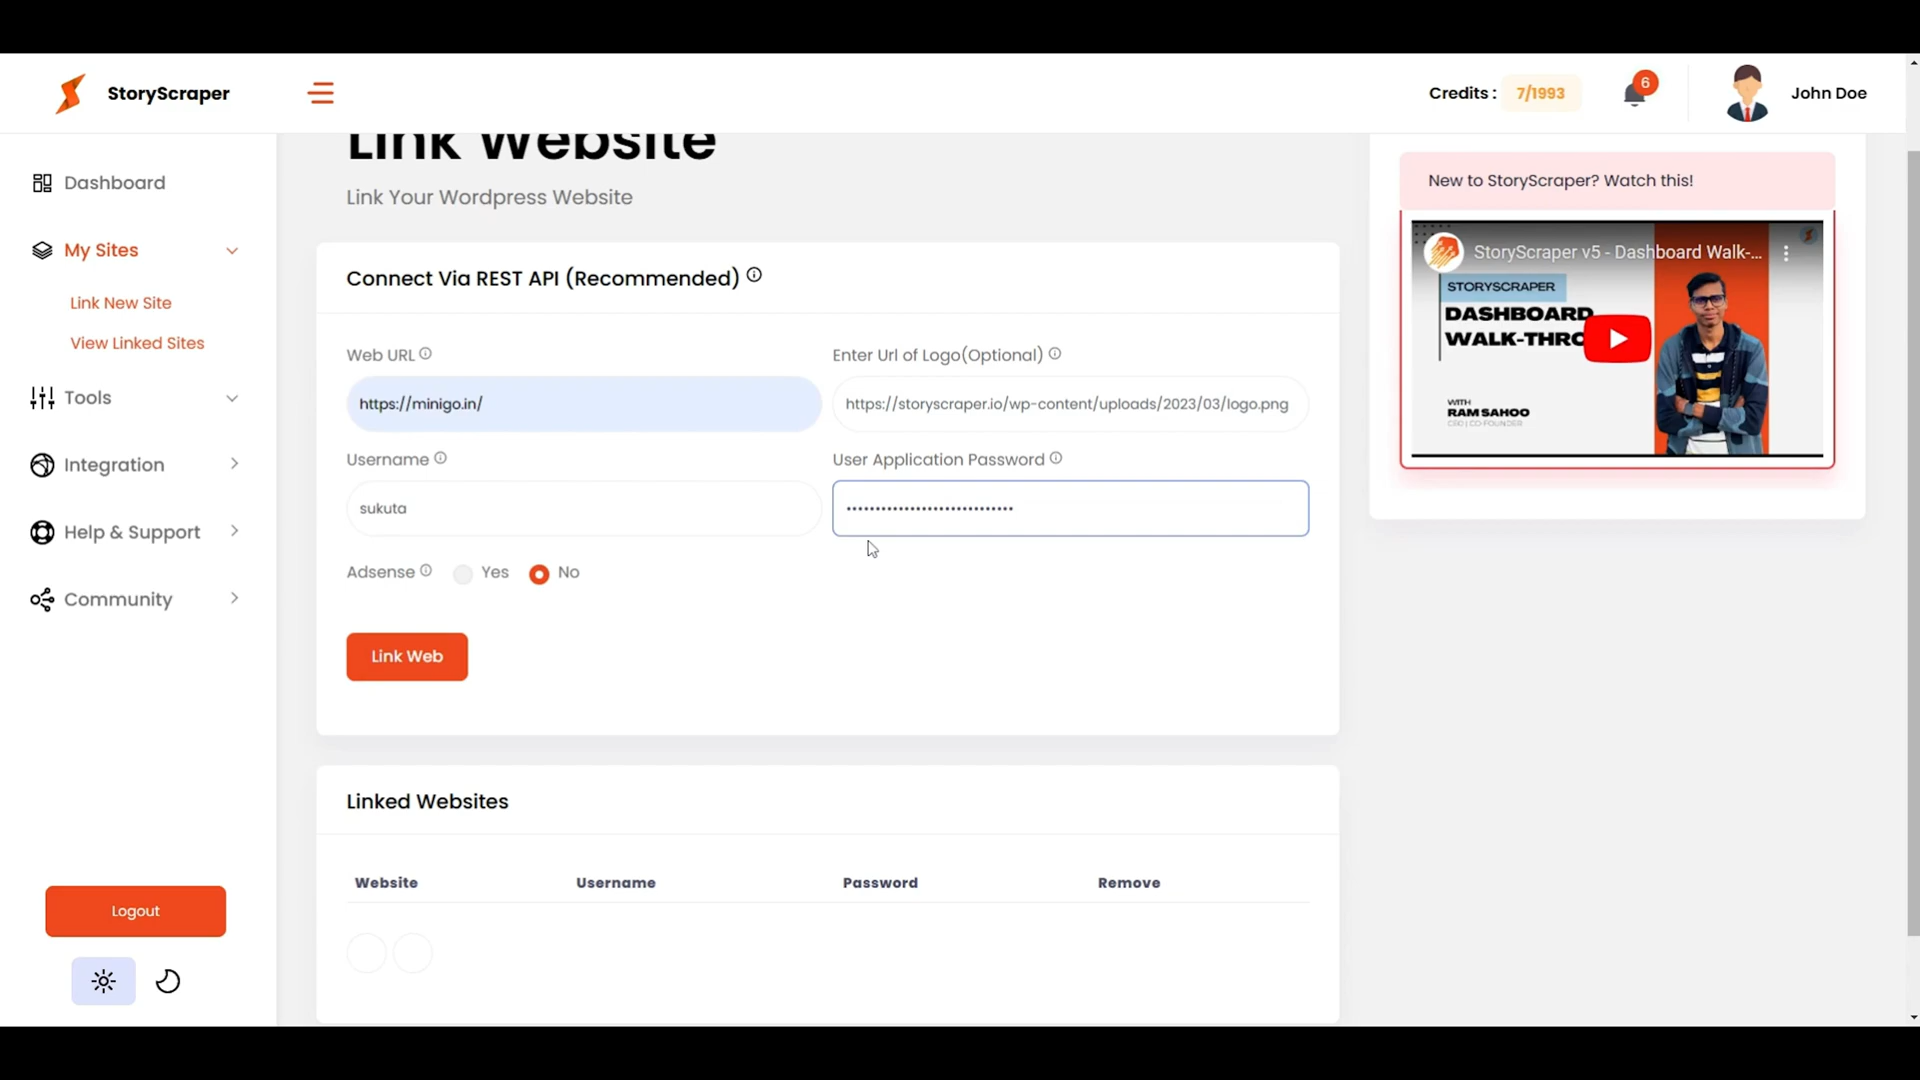 StoryScraper
Credits : 7/1993
6
John Doe
Dashboard
My Sites
Link New Site
View Linked Sites
Tools
Integration
Help & Support
Community
Logout
Link Website
Link Your Wordpress Website
Connect Via REST API (Recommended)
Web URL
Enter Url of Logo(Optional)
https://minigo.in/
https://storyscraper.io/wp-content/uploads/2023/03/logo.png
Username
User Application Password
sukuta
•••••••••••••••••••••••••••••
Adsense Yes No
Link Web
Linked Websites
Website Username Password Remove
New to StoryScraper? Watch this!
StoryScraper v5 - Dashboard Walk-...
STORYSCRAPER
DASHBOARD
WALK-THRO
WITH
RAM SAHOO
CEO | CO-FOUNDER